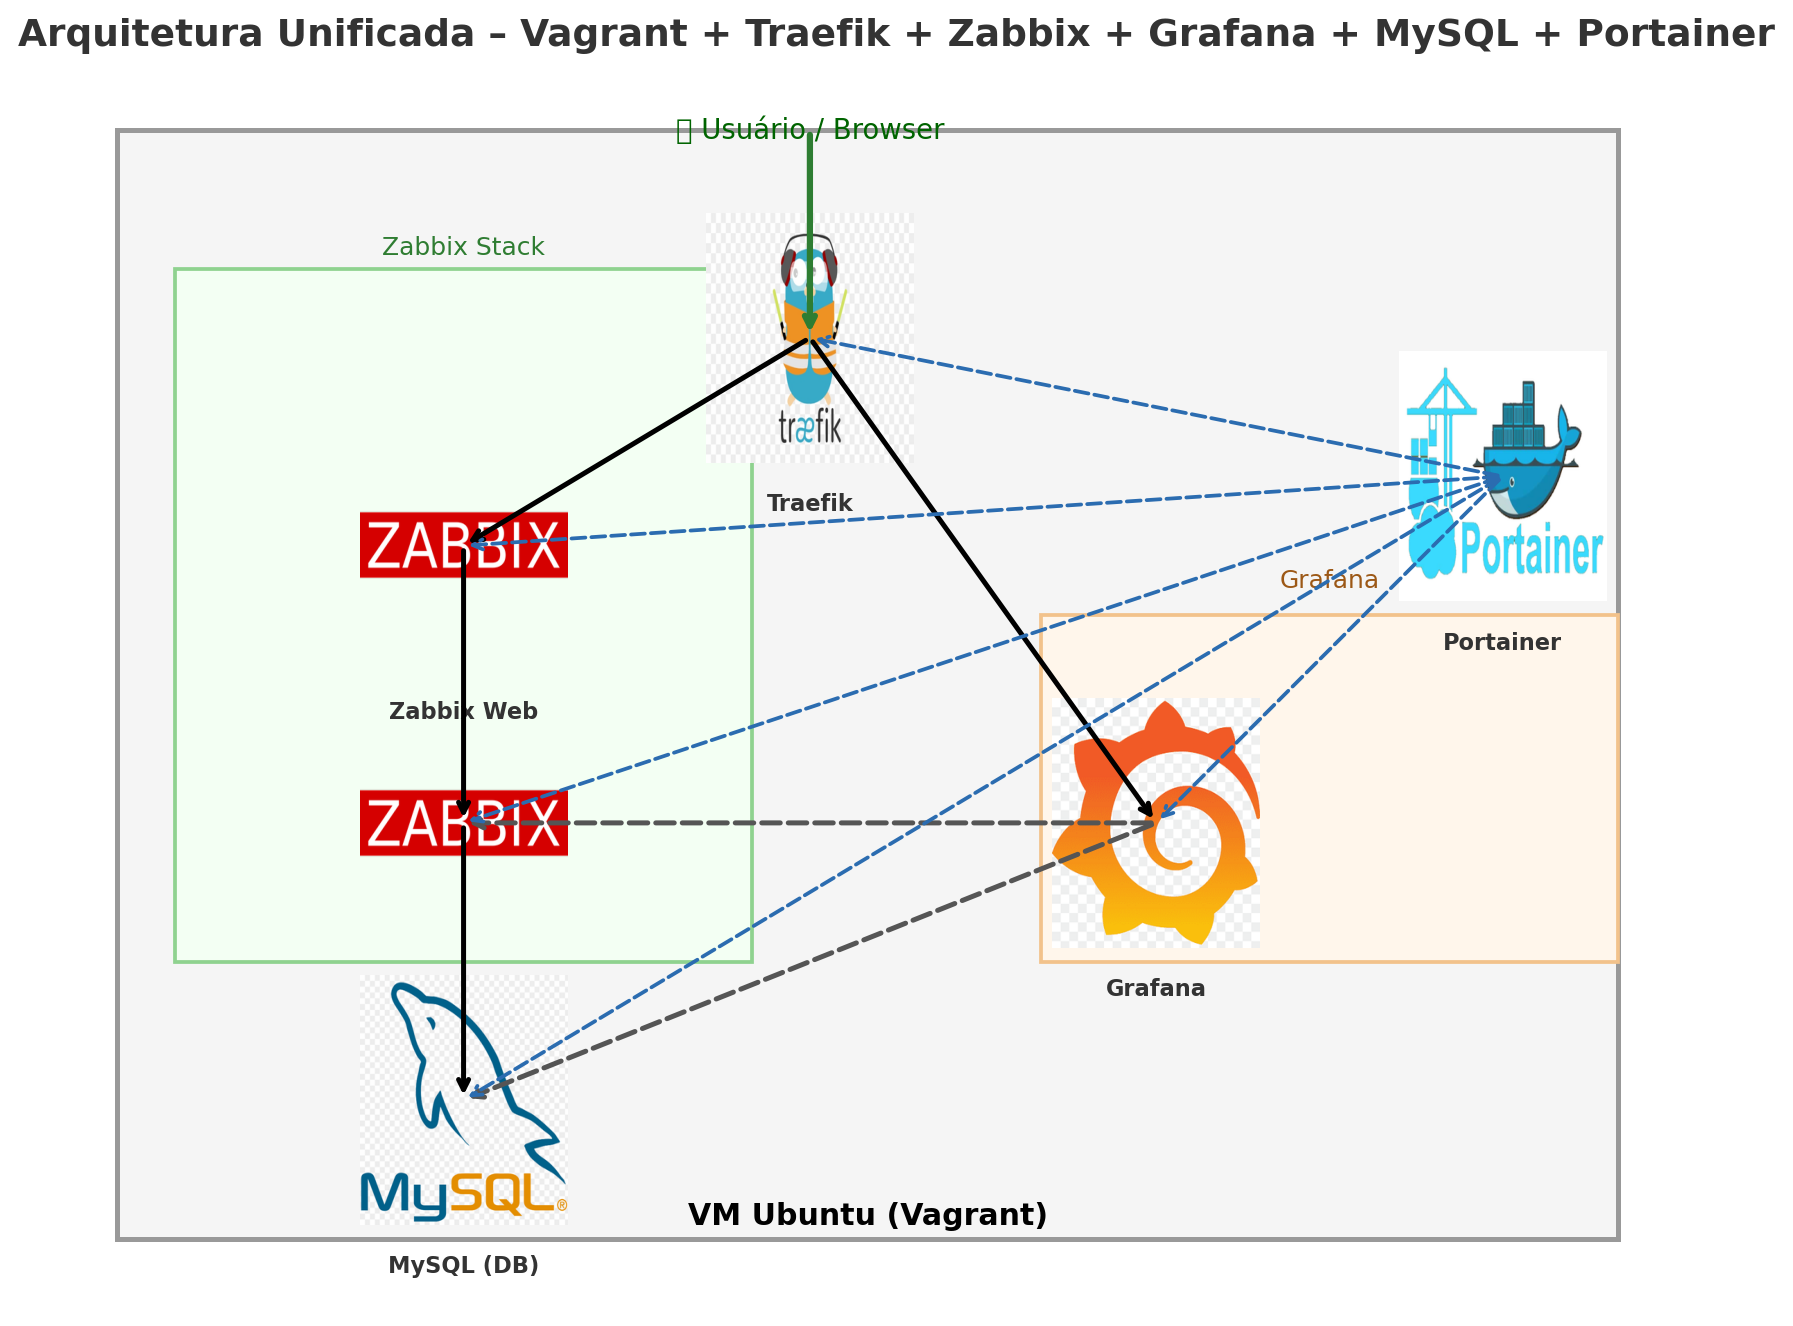 Arquitetura Unificada – Vagrant + Traefik + Zabbix + Grafana + MySQL + Portainer
Usuário / Browser
Zabbix Stack
træfik
Traefik
ZABBIX
Portainer
Grafana
Portainer
Zabbix Web
ZABBIX
Grafana
MySQL®
VM Ubuntu (Vagrant)
MySQL (DB)